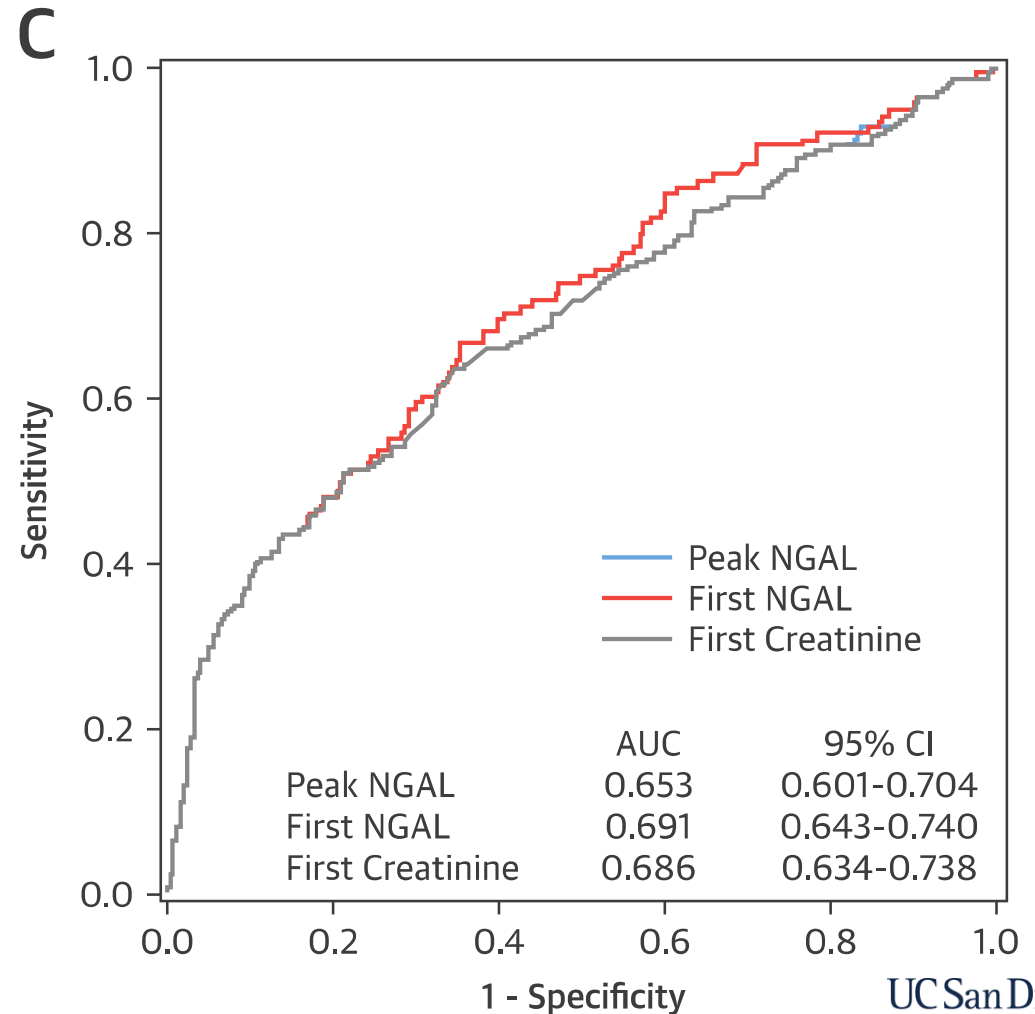 C
1.0
0.8
0.6
0.4
0.2
0.0
Sensitivity
Peak NGAL
First NGAL
First Creatinine
AUC 95% CI
Peak NGAL 0.653 0.601-0.704
First NGAL 0.691 0.643-0.740
First Creatinine 0.686 0.634-0.738
0.0 0.2 0.4 0.6 0.8 1.0
1 - Specificity
UC San D